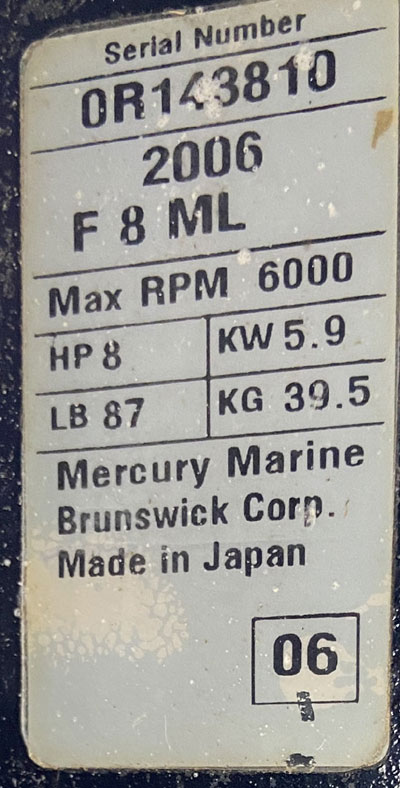 Serial Number
0R143810
2006
F 8 ML
Max RPM 6000
HP 8 KW 5.9
LB 87 KG 39.5
Mercury Marine
Brunswick Corp.
Made in Japan
06